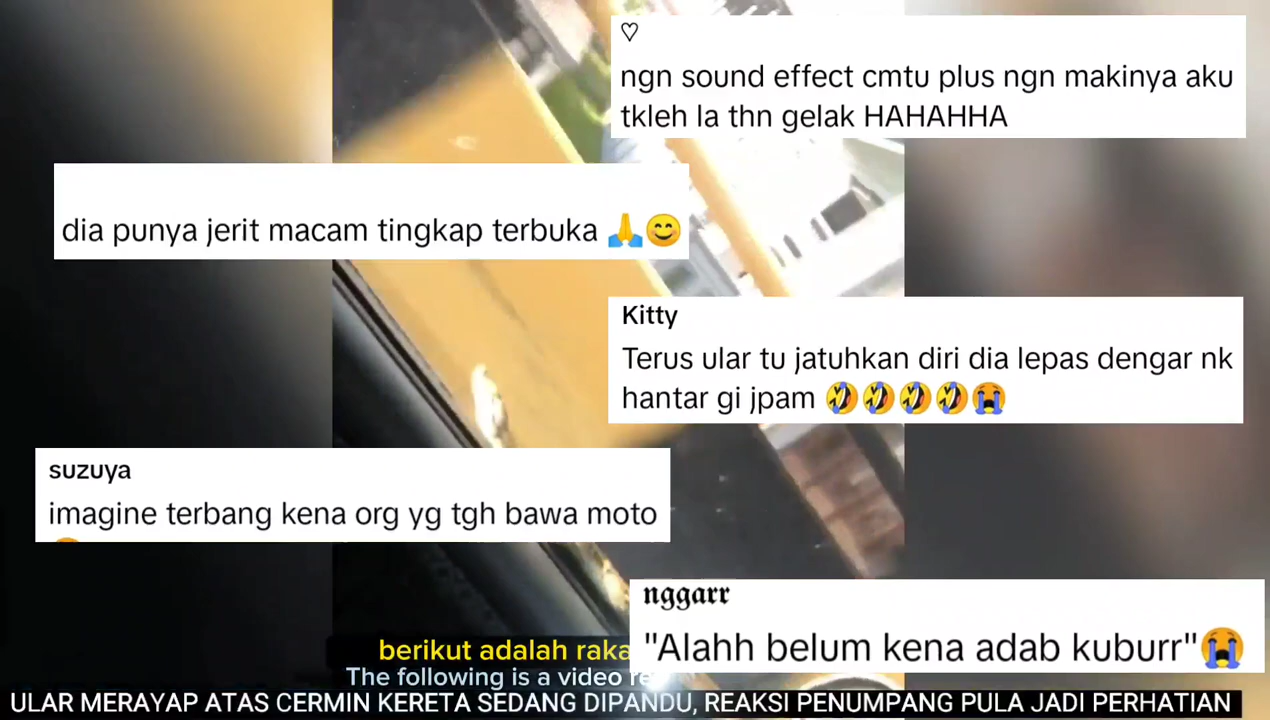 ♡
ngn sound effect cmtu plus ngn makinya aku
tkleh la thn gelak HAHAHHA
dia punya jerit macam tingkap terbuka 🙏😊
Kitty
Terus ular tu jatuhkan diri dia lepas dengar nk
hantar gi jpam 🤣🤣🤣🤣😭
suzuya
imagine terbang kena org yg tgh bawa moto
nggarr
"Alahh belum kena adab kuburr"😭
berikut adalah
The following is a video
ULAR MERAYAP ATAS CERMIN KERETA SEDANG DIPANDU, REAKSI PENUMPANG PULA JADI PERHATIAN